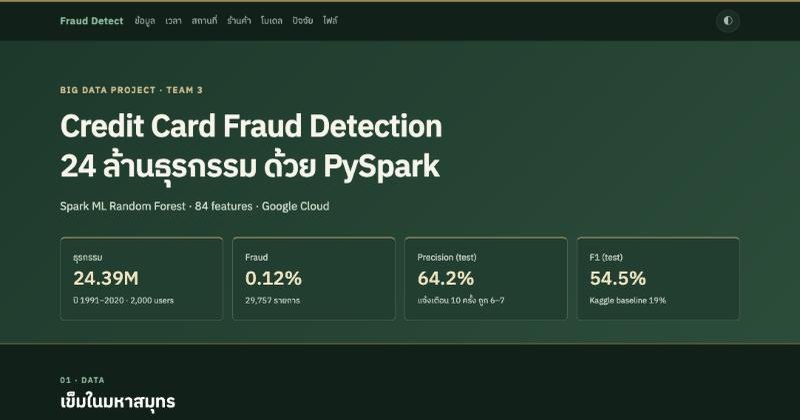 Fraud Detect ข้อมูล เวลา สถานที่ ร้านค้า โมเดล ปัจจัย ไฟล์
BIG DATA PROJECT · TEAM 3
Credit Card Fraud Detection
24 ล้านธุรกรรม ด้วย PySpark
Spark ML Random Forest · 84 features · Google Cloud
ธุรกรรม
24.39M
ปี 1991–2020 · 2,000 users
Fraud
0.12%
29,757 รายการ
Precision (test)
64.2%
แจ้งเตือน 10 ครั้ง ถูก 6–7
F1 (test)
54.5%
Kaggle baseline 19%
01 · DATA
เข็มในมหาสมุทร